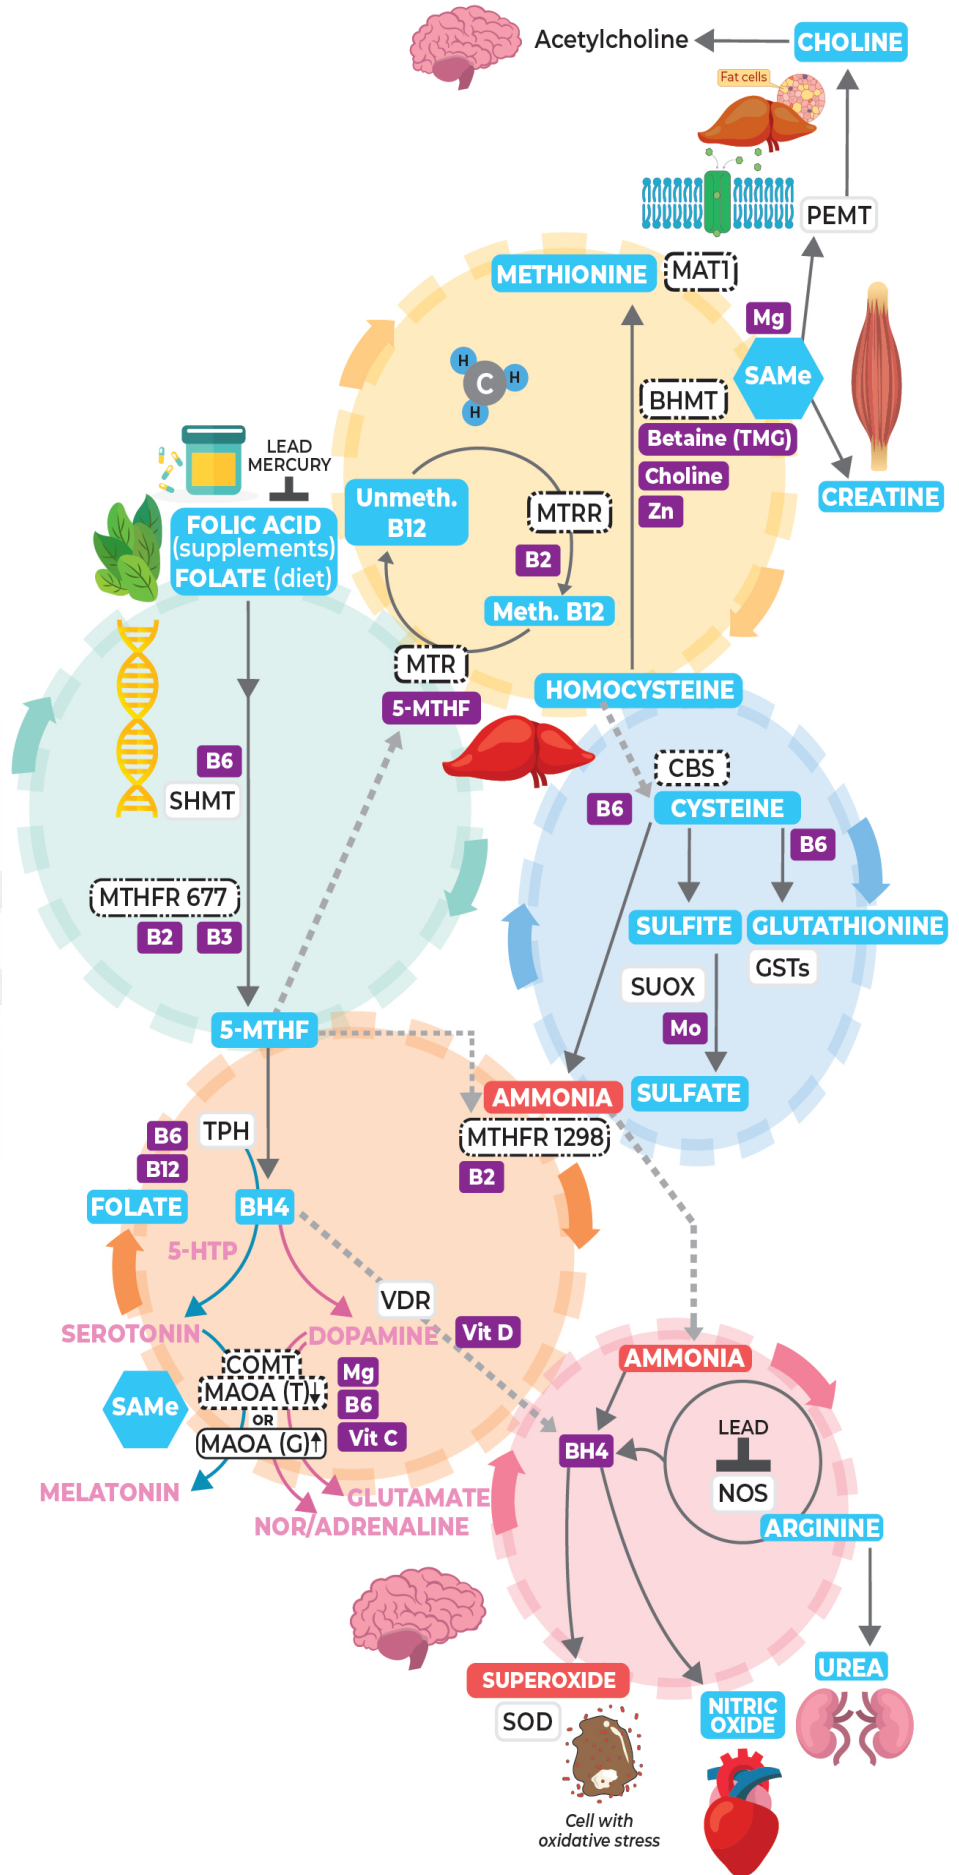 Acetylcholine
CHOLINE
Fat cells
PEMT
METHIONINE
MAT1
Mg
SAMe
H
H
C
H
BHMT
Betaine (TMG)
Choline
Zn
CREATINE
LEAD
MERCURY
FOLIC ACID
(supplements)
FOLATE (diet)
Unmeth.
B12
MTRR
B2
Meth. B12
MTR
5-MTHF
HOMOCYSTEINE
B6
SHMT
MTHFR 677
B2
B3
5-MTHF
CBS
B6
CYSTEINE
B6
SULFITE
GLUTATHIONINE
GSTs
SUOX
Mo
SULFATE
AMMONIA
MTHFR 1298
B2
B6
TPH
B12
FOLATE
BH4
5-HTP
VDR
SEROTONIN
DOPAMINE
Vit D
COMT
MAOA (T)
OR
MAOA (G)
Mg
B6
Vit C
SAMe
MELATONIN
GLUTAMATE
NOR/ADRENALINE
AMMONIA
BH4
LEAD
NOS
ARGININE
UREA
SUPEROXIDE
SOD
NITRIC
OXIDE
Cell with
oxidative stress